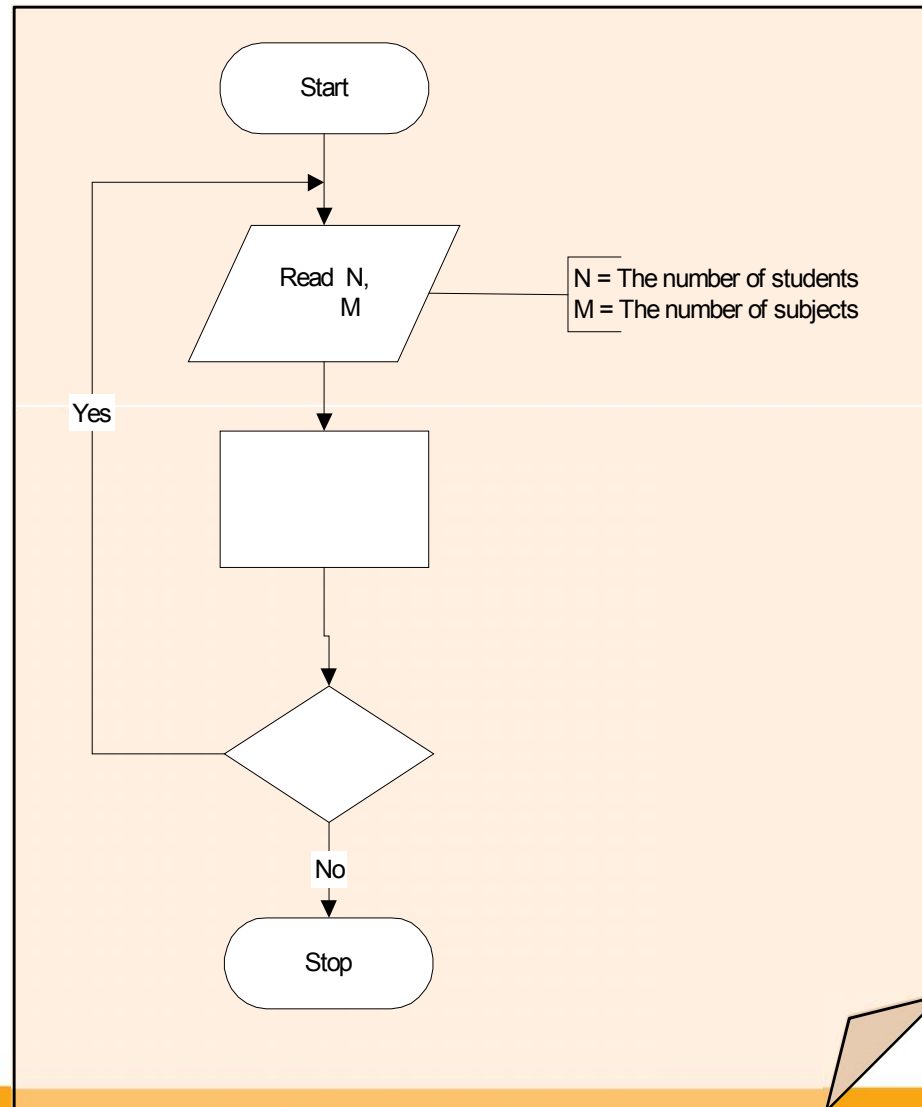 Start
Read N,
M
N = The number of students
M = The number of subjects
Yes
No
Stop